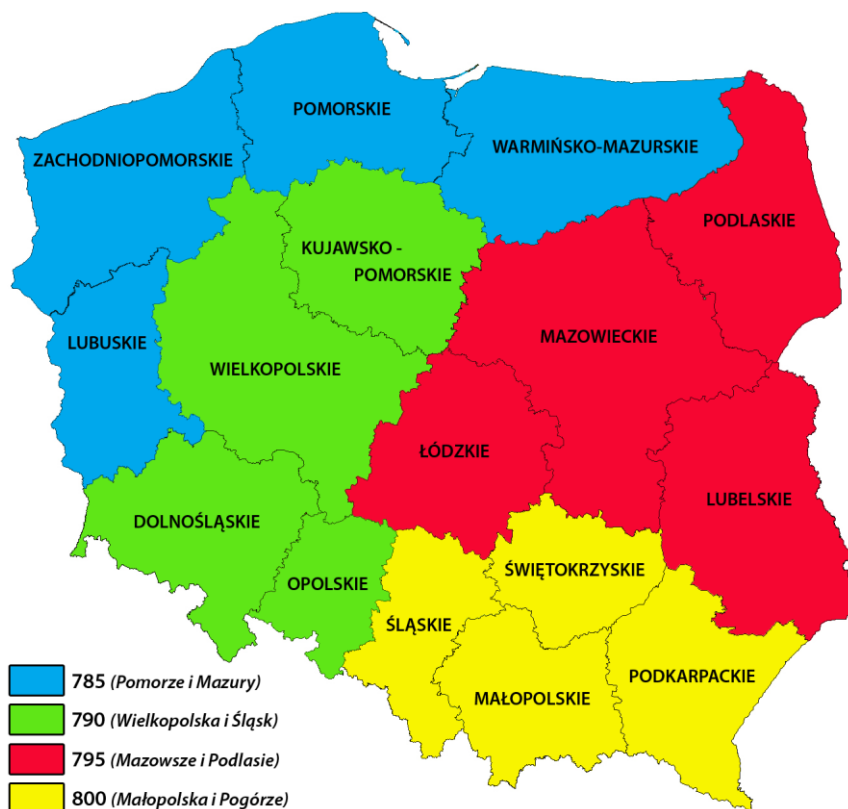 POMORSKIE
WARMIŃSKO-MAZURSKIE
ZACHODNIOPOMORSKIE
PODLASKIE
KUJAWSKO -
POMORSKIE
MAZOWIECKIE
LUBUSKIE
WIELKOPOLSKIE
ŁÓDZKIE
LUBELSKIE
DOLNOŚLĄSKIE
ŚWIĘTOKRZYSKIE
OPOLSKIE
ŚLĄSKIE
PODKARPACKIE
MAŁOPOLSKIE
785 (Pomorze i Mazury)
790 (Wielkopolska i Śląsk)
795 (Mazowsze i Podlasie)
800 (Małopolska i Pogórze)